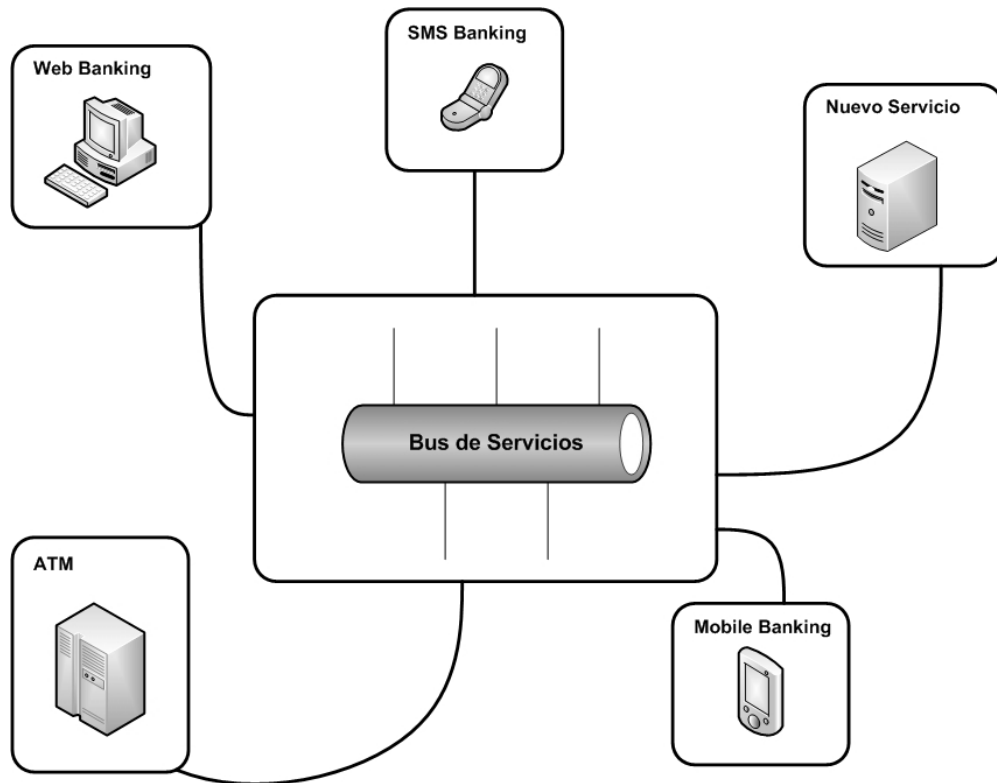 SMS Banking
Web Banking
Nuevo Servicio
Bus de Servicios
ATM
Mobile Banking